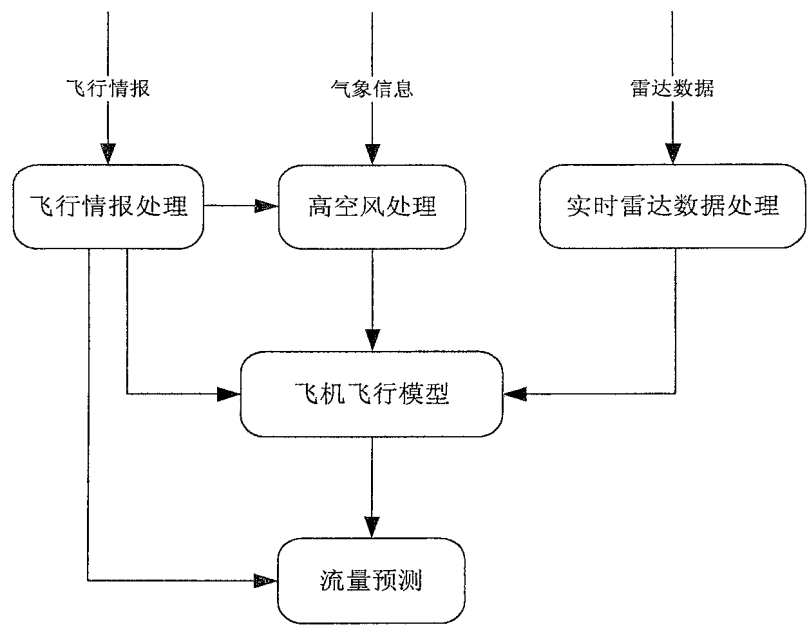 飞行情报
气象信息
雷达数据
飞行情报处理
高空风处理
实时雷达数据处理
飞机飞行模型
流量预测